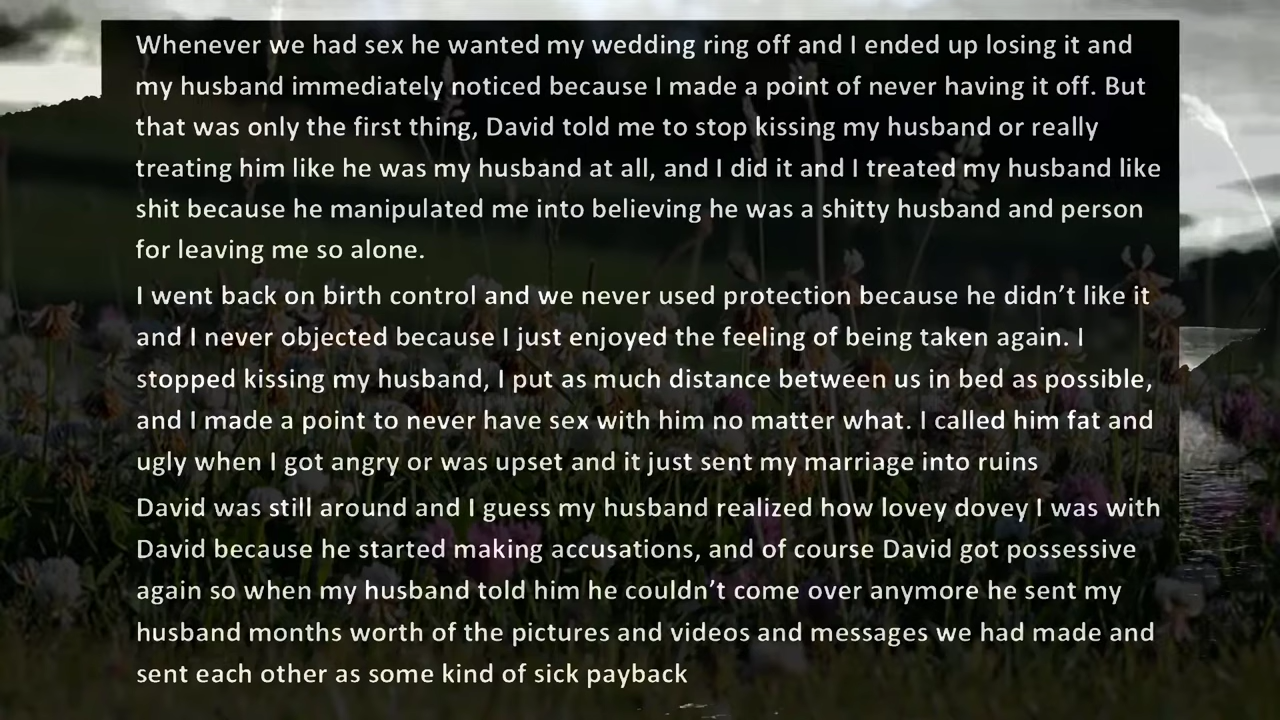 Whenever we had sex he wanted my wedding ring off and I ended up losing it and
my husband immediately noticed because I made a point of never having it off. But
that was only the first thing, David told me to stop kissing my husband or really
treating him like he was my husband at all, and I did it and I treated my husband like
shit because he manipulated me into believing he was a shitty husband and person
for leaving me so alone.
I went back on birth control and we never used protection because he didn’t like it
and I never objected because I just enjoyed the feeling of being taken again. I
stopped kissing my husband, I put as much distance between us in bed as possible,
and I made a point to never have sex with him no matter what. I called him fat and
ugly when I got angry or was upset and it just sent my marriage into ruins
David was still around and I guess my husband realized how lovey dovey I was with
David because he started making accusations, and of course David got possessive
again so when my husband told him he couldn’t come over anymore he sent my
husband months worth of the pictures and videos and messages we had made and
sent each other as some kind of sick payback